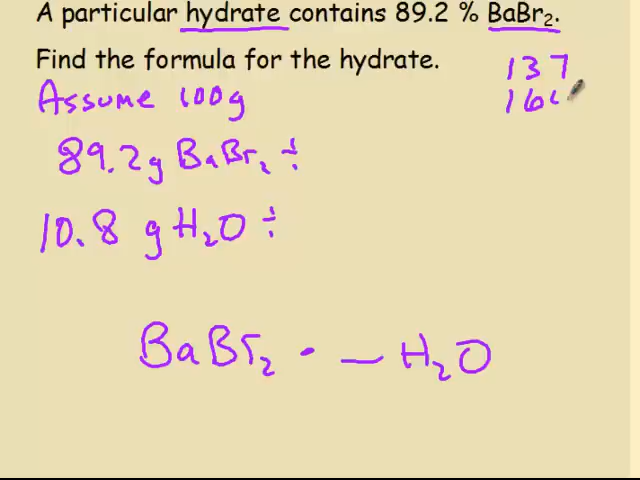 A particular hydrate contains 89.2 % BaBr₂.
Find the formula for the hydrate.
137
Assume 100g
89.2g BaBr₂ ÷
10.8 g H₂O ÷
BaBr₂ • _ H₂O